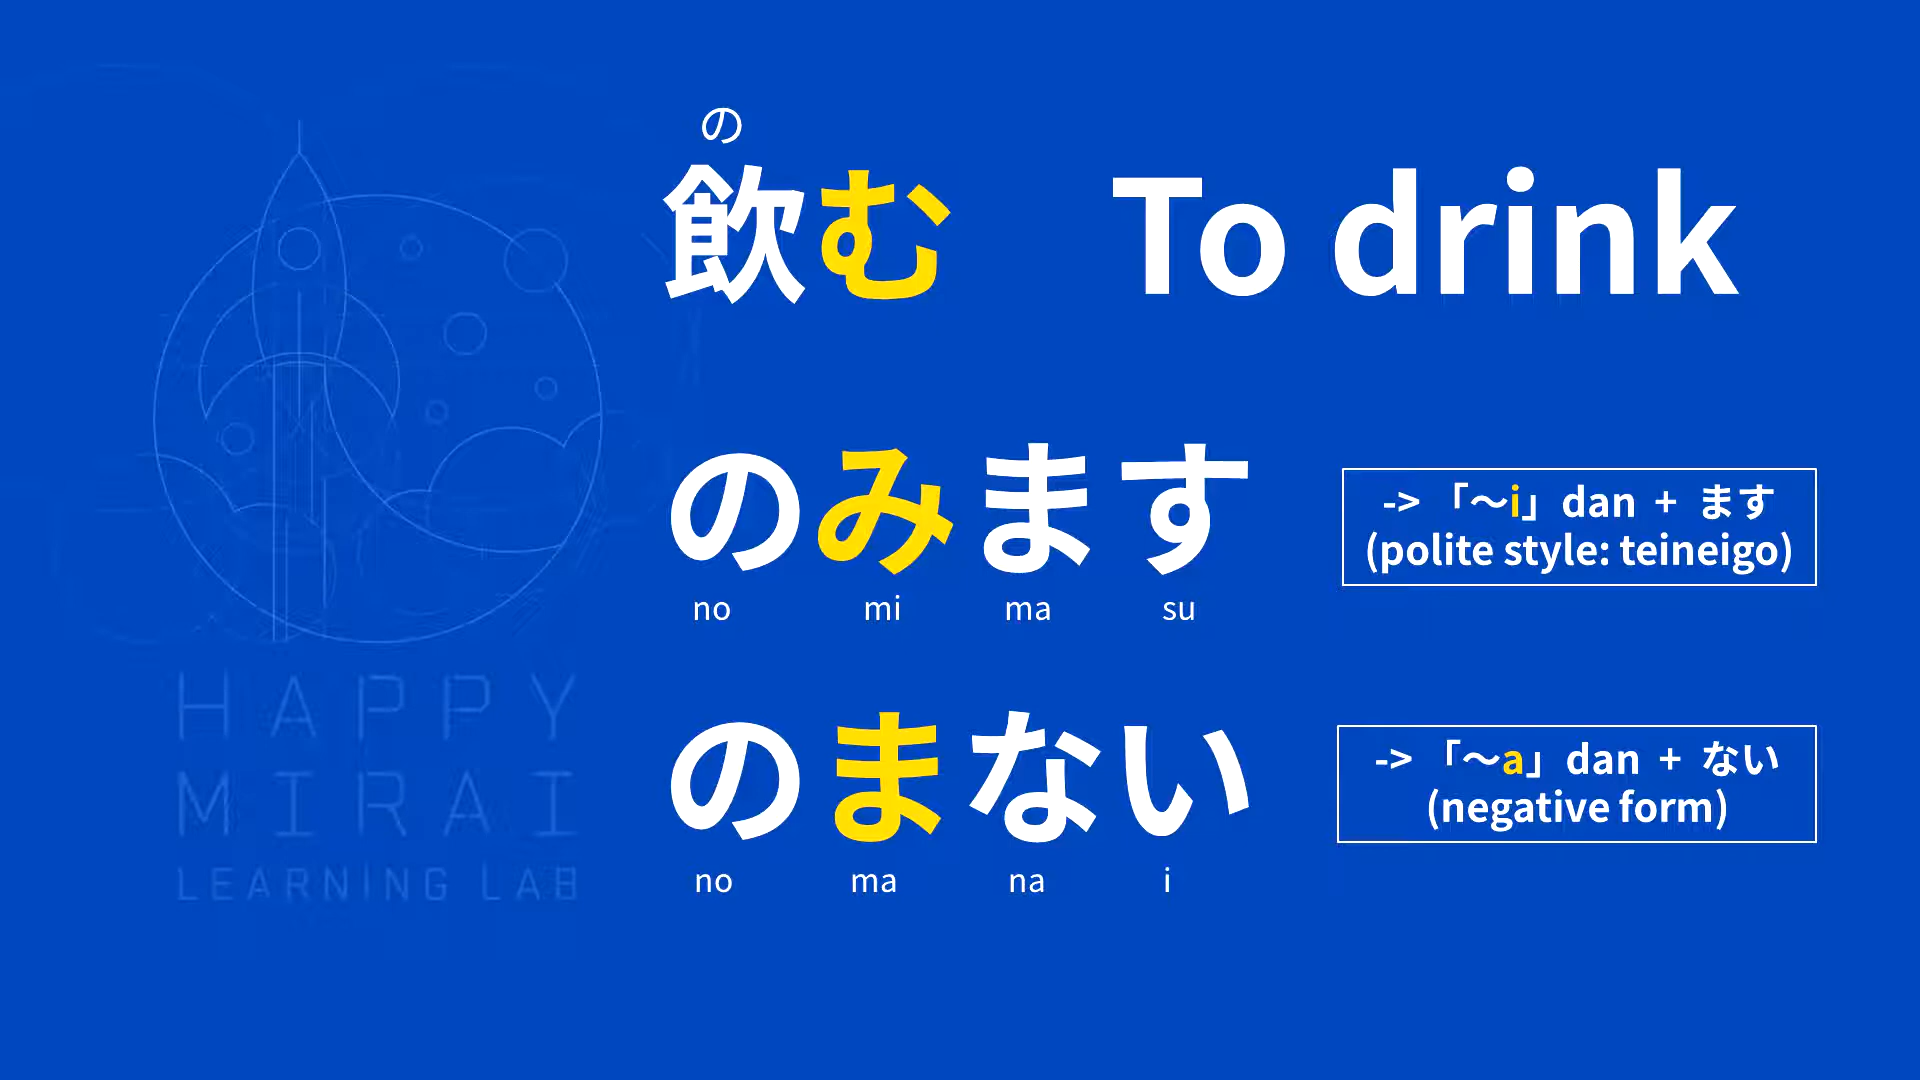 の
飲む To drink
のみます
no mi ma su
-> 「～i」 dan + ます
(polite style: teineigo)
のまない
no ma na i
-> 「～a」 dan + ない
(negative form)
HAPPY
MIRAI
LEARNING LAB